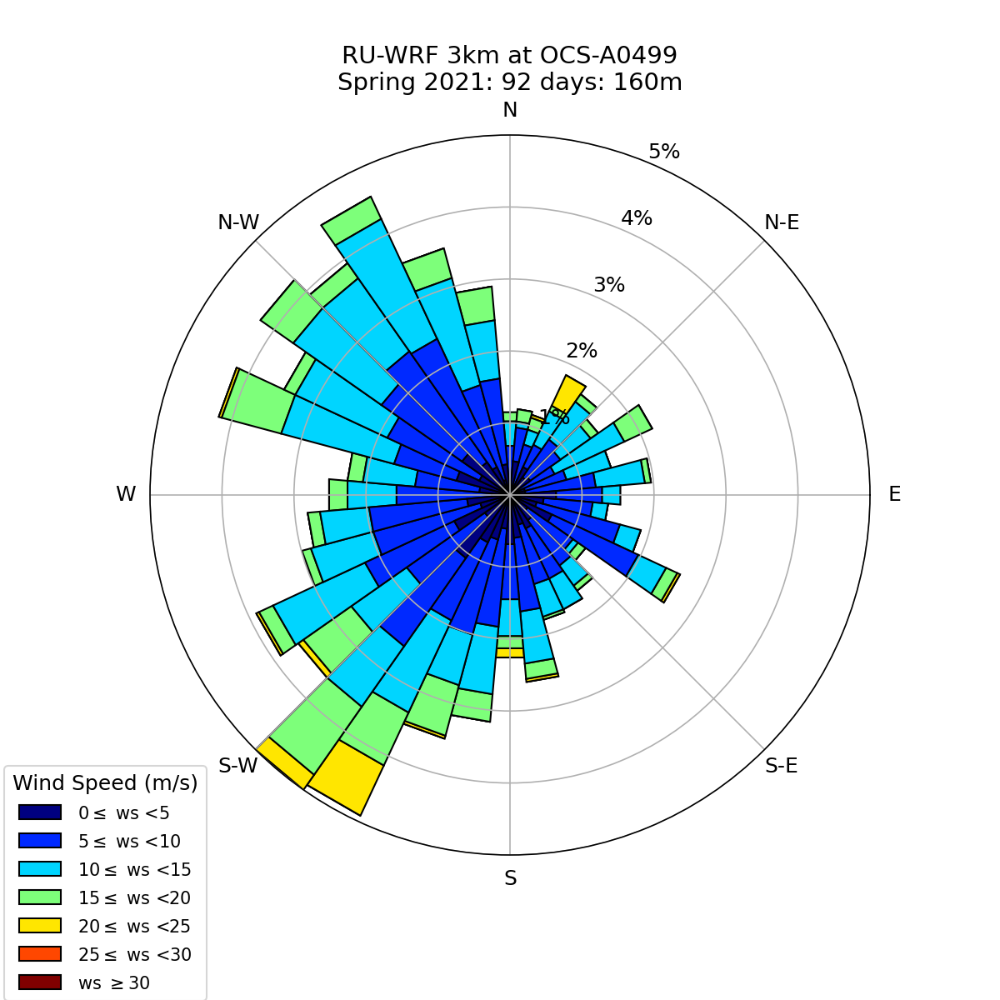 RU-WRF 3km at OCS-A0499
Spring 2021: 92 days: 160m
N
5%
N-W
4%
N-E
3%
2%
1%
W
E
S-W
S-E
S
Wind Speed (m/s)
0≤ ws <5
5≤ ws <10
10≤ ws <15
15≤ ws <20
20≤ ws <25
25≤ ws <30
ws ≥30